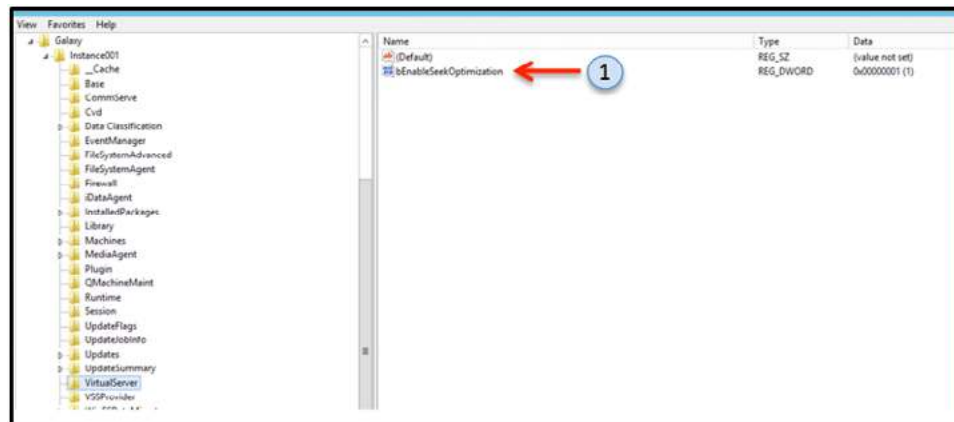 View Favorites Help
Galaxy
Instance001
__Cache
Base
CommServe
Cvd
Data Classification
EventManager
FileSystemAdvanced
FileSystemAgent
Firewall
iDataAgent
InstalledPackages
Library
Machines
MediaAgent
Plugin
QMachineMaint
Runtime
Session
UpdateFlags
UpdateJobInfo
Updates
UpdateSummary
VirtualServer
VSSProvider
Name Type Data
(Default) REG_SZ (value not set)
bEnableSeekOptimization REG_DWORD 0x00000001 (1)
1